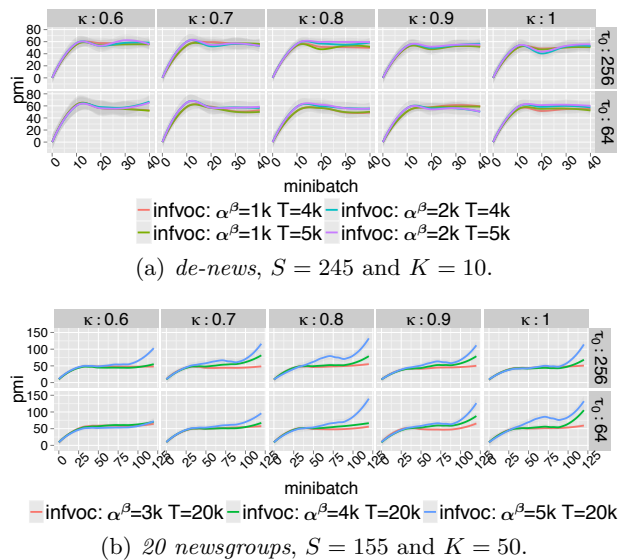 κ : 0.6 κ : 0.7 κ : 0.8 κ : 0.9 κ : 1
80
60
40
20
0
τ₀ : 256
pmi
80
60
40
20
0
τ₀ : 64
0 10 20 30 40 0 10 20 30 40 0 10 20 30 40 0 10 20 30 40 0 10 20 30 40
minibatch
infvoc: αᵝ=1k T=4k infvoc: αᵝ=2k T=4k
infvoc: αᵝ=1k T=5k infvoc: αᵝ=2k T=5k
(a) de-news, S = 245 and K = 10.
κ : 0.6 κ : 0.7 κ : 0.8 κ : 0.9 κ : 1
150
100
50
0
τ₀ : 256
pmi
150
100
50
0
τ₀ : 64
0 25 50 75 100 125 0 25 50 75 100 125 0 25 50 75 100 125 0 25 50 75 100 125 0 25 50 75 100 125
minibatch
infvoc: αᵝ=3k T=20k infvoc: αᵝ=4k T=20k infvoc: αᵝ=5k T=20k
(b) 20 newsgroups, S = 155 and K = 50.